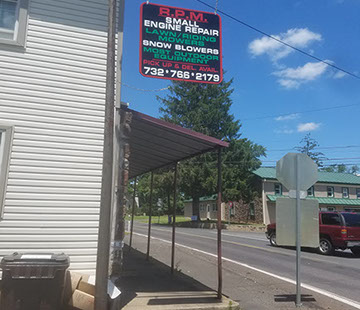 R.P.M.
SMALL
ENGINE REPAIR
LAWN/RIDING
MOWERS
SNOW BLOWERS
MOST OUTDOOR
EQUIPMENT
PICK UP & DEL. AVAIL.
732*766*2179